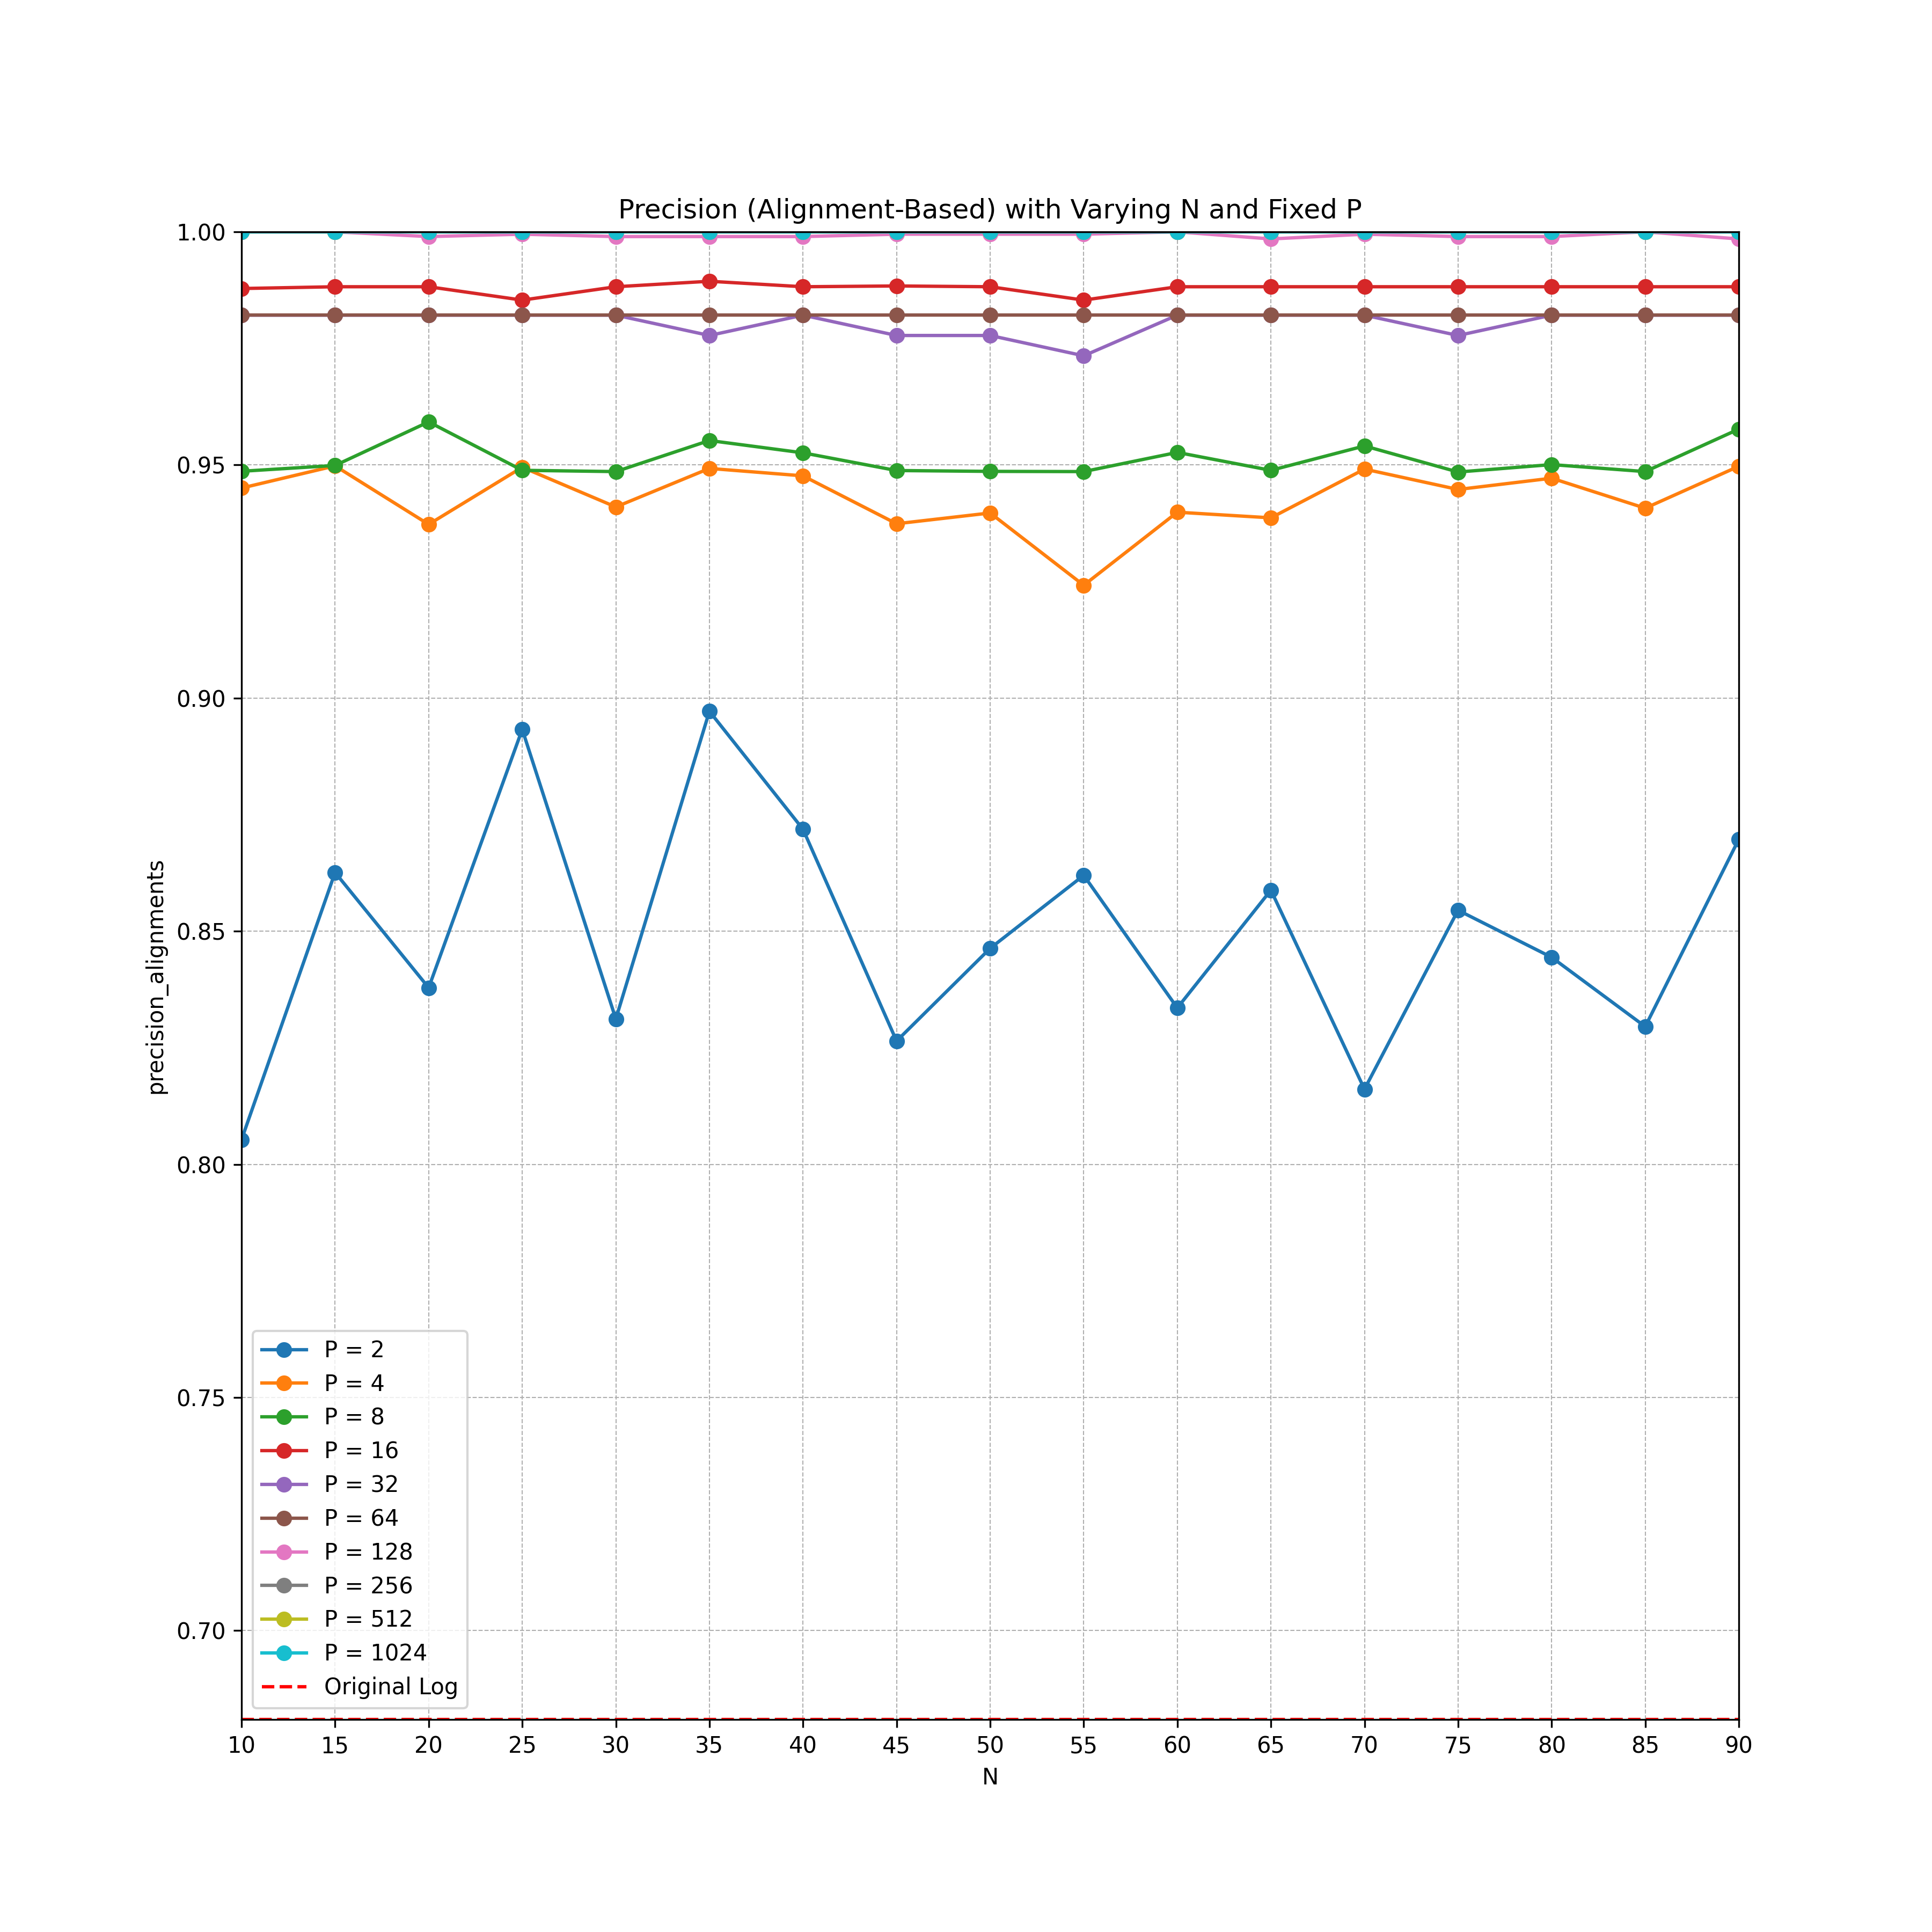 Precision (Alignment-Based) with Varying N and Fixed P
1.00
0.95
0.90
0.85
0.80
0.75
0.70
precision_alignments
P = 2
P = 4
P = 8
P = 16
P = 32
P = 64
P = 128
P = 256
P = 512
P = 1024
Original Log
10 15 20 25 30 35 40 45 50 55 60 65 70 75 80 85 90
N